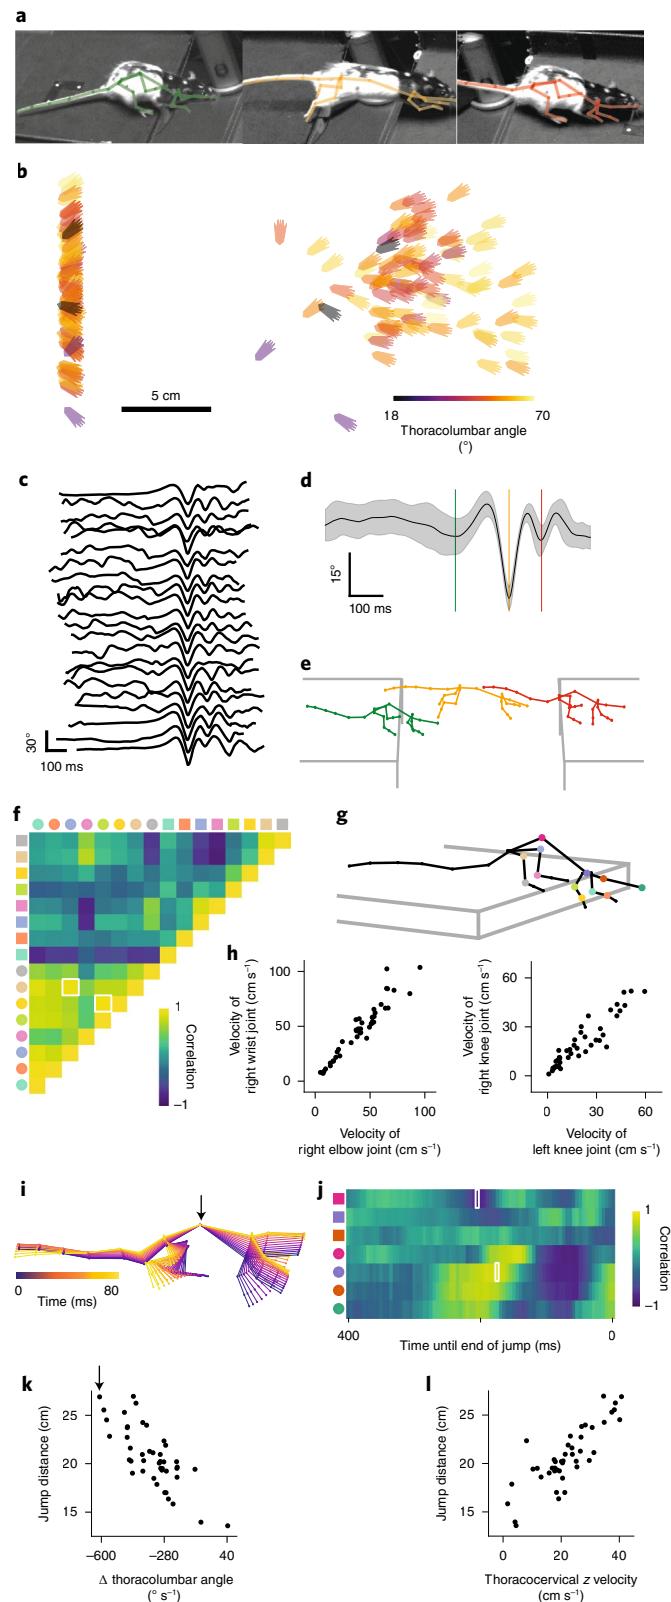 a
b
5 cm
18
70
Thoracolumbar angle
(°)
c
30°
100 ms
d
15°
100 ms
e
f
1
Correlation
–1
g
h
100
50
0
Velocity of
right wrist joint (cm s–1)
0
50
100
Velocity of
right elbow joint (cm s–1)
60
30
0
Velocity of
right knee joint (cm s–1)
0
30
60
Velocity of
left knee joint (cm s–1)
i
0
80
Time (ms)
j
1
Correlation
–1
400
0
Time until end of jump (ms)
k
25
20
15
Jump distance (cm)
–600
–280
40
Δ thoracolumbar angle
(° s–1)
l
25
20
15
Jump distance (cm)
0
20
40
Thoracocervical z velocity
(cm s–1)